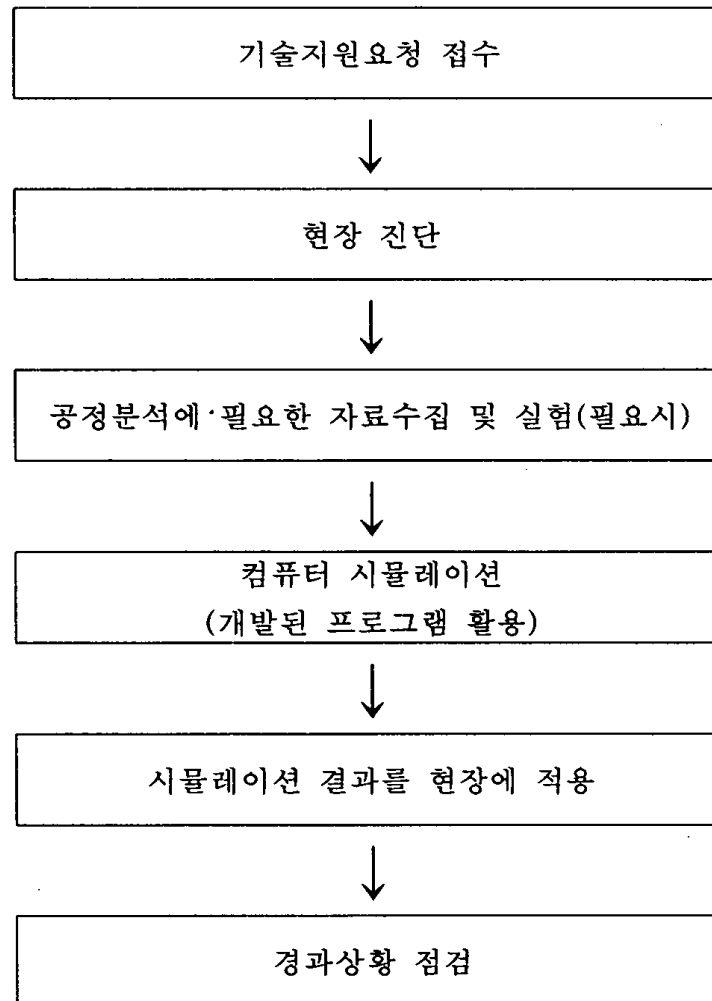 기술지원요청 접수
현장 진단
공정분석에 필요한 자료수집 및 실험(필요시)
컴퓨터 시뮬레이션
(개발된 프로그램 활용)
시뮬레이션 결과를 현장에 적용
경과상황 점검